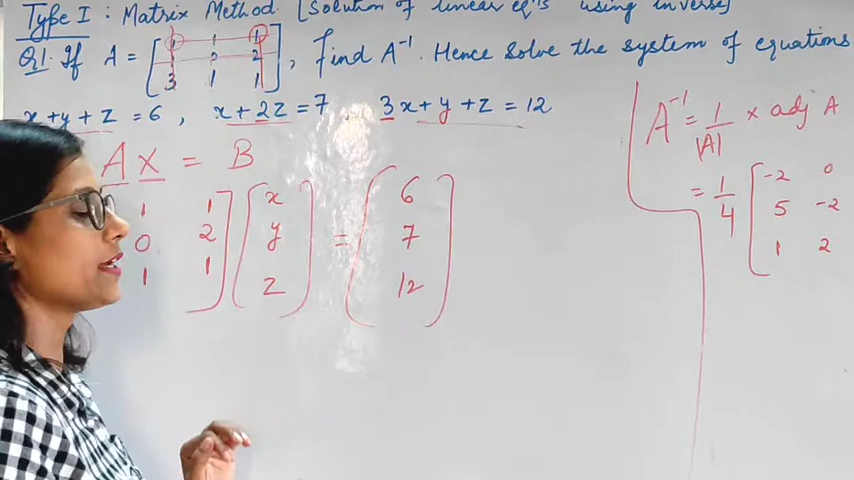 Type I : Matrix Method. [Solution of linear eqns using inverse]
Q1. If A = [1 1 1
1 0 2
3 1 1], Find A⁻¹. Hence solve the system of equations
x+y+z = 6 , x+2z = 7 , 3x+y+z = 12
A X = B
1 1
0 2
1 1
x
y
z
=
6
7
12
A⁻¹ = 1/|A| × adj A
= 1/4 [-2 0
5 -2
1 2